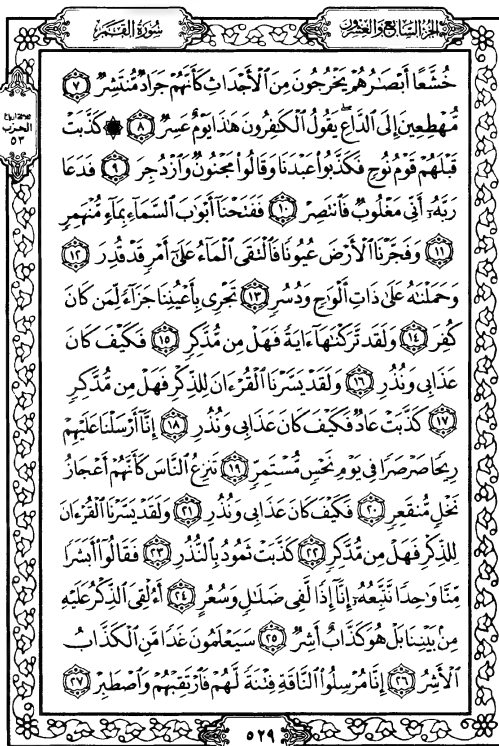 الجزء السابع والعشرون
سورة القمر
خُشَّعًا أَبْصَٰرُهُمْ يَخْرُجُونَ مِنَ ٱلْأَجْدَاثِ كَأَنَّهُمْ جَرَادٌ مُّنتَشِرٌ ٧
مُّهْطِعِينَ إِلَى ٱلدَّاعِ ۖ يَقُولُ ٱلْكَٰفِرُونَ هَٰذَا يَوْمٌ عَسِرٌ ٨ ۞ كَذَّبَتْ
قَبْلَهُمْ قَوْمُ نُوحٍ فَكَذَّبُوا۟ عَبْدَنَا وَقَالُوا۟ مَجْنُونٌ وَٱزْدُجِرَ ٩ فَدَعَا
رَبَّهُۥٓ أَنِّى مَغْلُوبٌ فَٱنتَصِرْ ١٠ فَفَتَحْنَآ أَبْوَٰبَ ٱلسَّمَآءِ بِمَآءٍ مُّنْهَمِرٍ
١١ وَفَجَّرْنَا ٱلْأَرْضَ عُيُونًا فَٱلْتَقَى ٱلْمَآءُ عَلَىٰٓ أَمْرٍ قَدْ قُدِرَ ١٢
وَحَمَلْنَٰهُ عَلَىٰ ذَاتِ أَلْوَٰحٍ وَدُسُرٍ ١٣ تَجْرِى بِأَعْيُنِنَا جَزَآءً لِّمَن كَانَ
كُفِرَ ١٤ وَلَقَد تَّرَكْنَٰهَآ ءَايَةً فَهَلْ مِن مُّدَّكِرٍ ١٥ فَكَيْفَ كَانَ
عَذَابِى وَنُذُرِ ١٦ وَلَقَدْ يَسَّرْنَا ٱلْقُرْءَانَ لِلذِّكْرِ فَهَلْ مِن مُّدَّكِرٍ
١٧ كَذَّبَتْ عَادٌ فَكَيْفَ كَانَ عَذَابِى وَنُذُرِ ١٨ إِنَّآ أَرْسَلْنَا عَلَيْهِمْ
رِيحًا صَرْصَرًا فِى يَوْمِ نَحْسٍ مُّسْتَمِرٍّ ١٩ تَنزِعُ ٱلنَّاسَ كَأَنَّهُمْ أَعْجَازُ
نَخْلٍ مُّنقَعِرٍ ٢٠ فَكَيْفَ كَانَ عَذَابِى وَنُذُرِ ٢١ وَلَقَدْ يَسَّرْنَا ٱلْقُرْءَانَ
لِلذِّكْرِ فَهَلْ مِن مُّدَّكِرٍ ٢٢ كَذَّبَتْ ثَمُودُ بِٱلنُّذُرِ ٢٣ فَقَالُوٓا۟ أَبَشَرًا
مِّنَّا وَٰحِدًا نَّتَّبِعُهُۥٓ إِنَّآ إِذًا لَّفِى ضَلَٰلٍ وَسُعُرٍ ٢٤ أَءُلْقِىَ ٱلذِّكْرُ عَلَيْهِ
مِنۢ بَيْنِنَا بَلْ هُوَ كَذَّابٌ أَشِرٌ ٢٥ سَيَعْلَمُونَ غَدًا مَّنِ ٱلْكَذَّابُ
ٱلْأَشِرُ ٢٦ إِنَّا مُرْسِلُوا۟ ٱلنَّاقَةِ فِتْنَةً لَّهُمْ فَٱرْتَقِبْهُمْ وَٱصْطَبِرْ ٢٧
الحزب
٥٣
٥٢٩